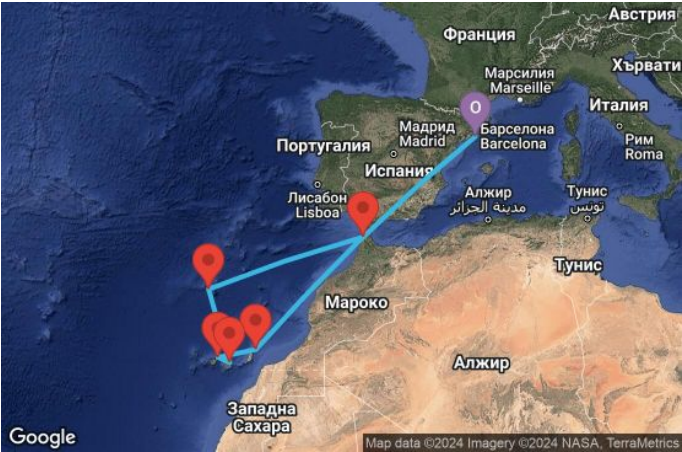 Австрия
Франция
Хървати
Марсилия
Marseille
O
Италия
Мадрид
Madrid
Барселона
Barcelona
Рим
Roma
Португалия
Испания
Лисабон
Lisboa
Алжир
مدينة الجزائر
Тунис
تونس
Тунис
Мароко
Алжир
Западна
Сахара
Google
Map data ©2024 Imagery ©2024 NASA, TerraMetrics